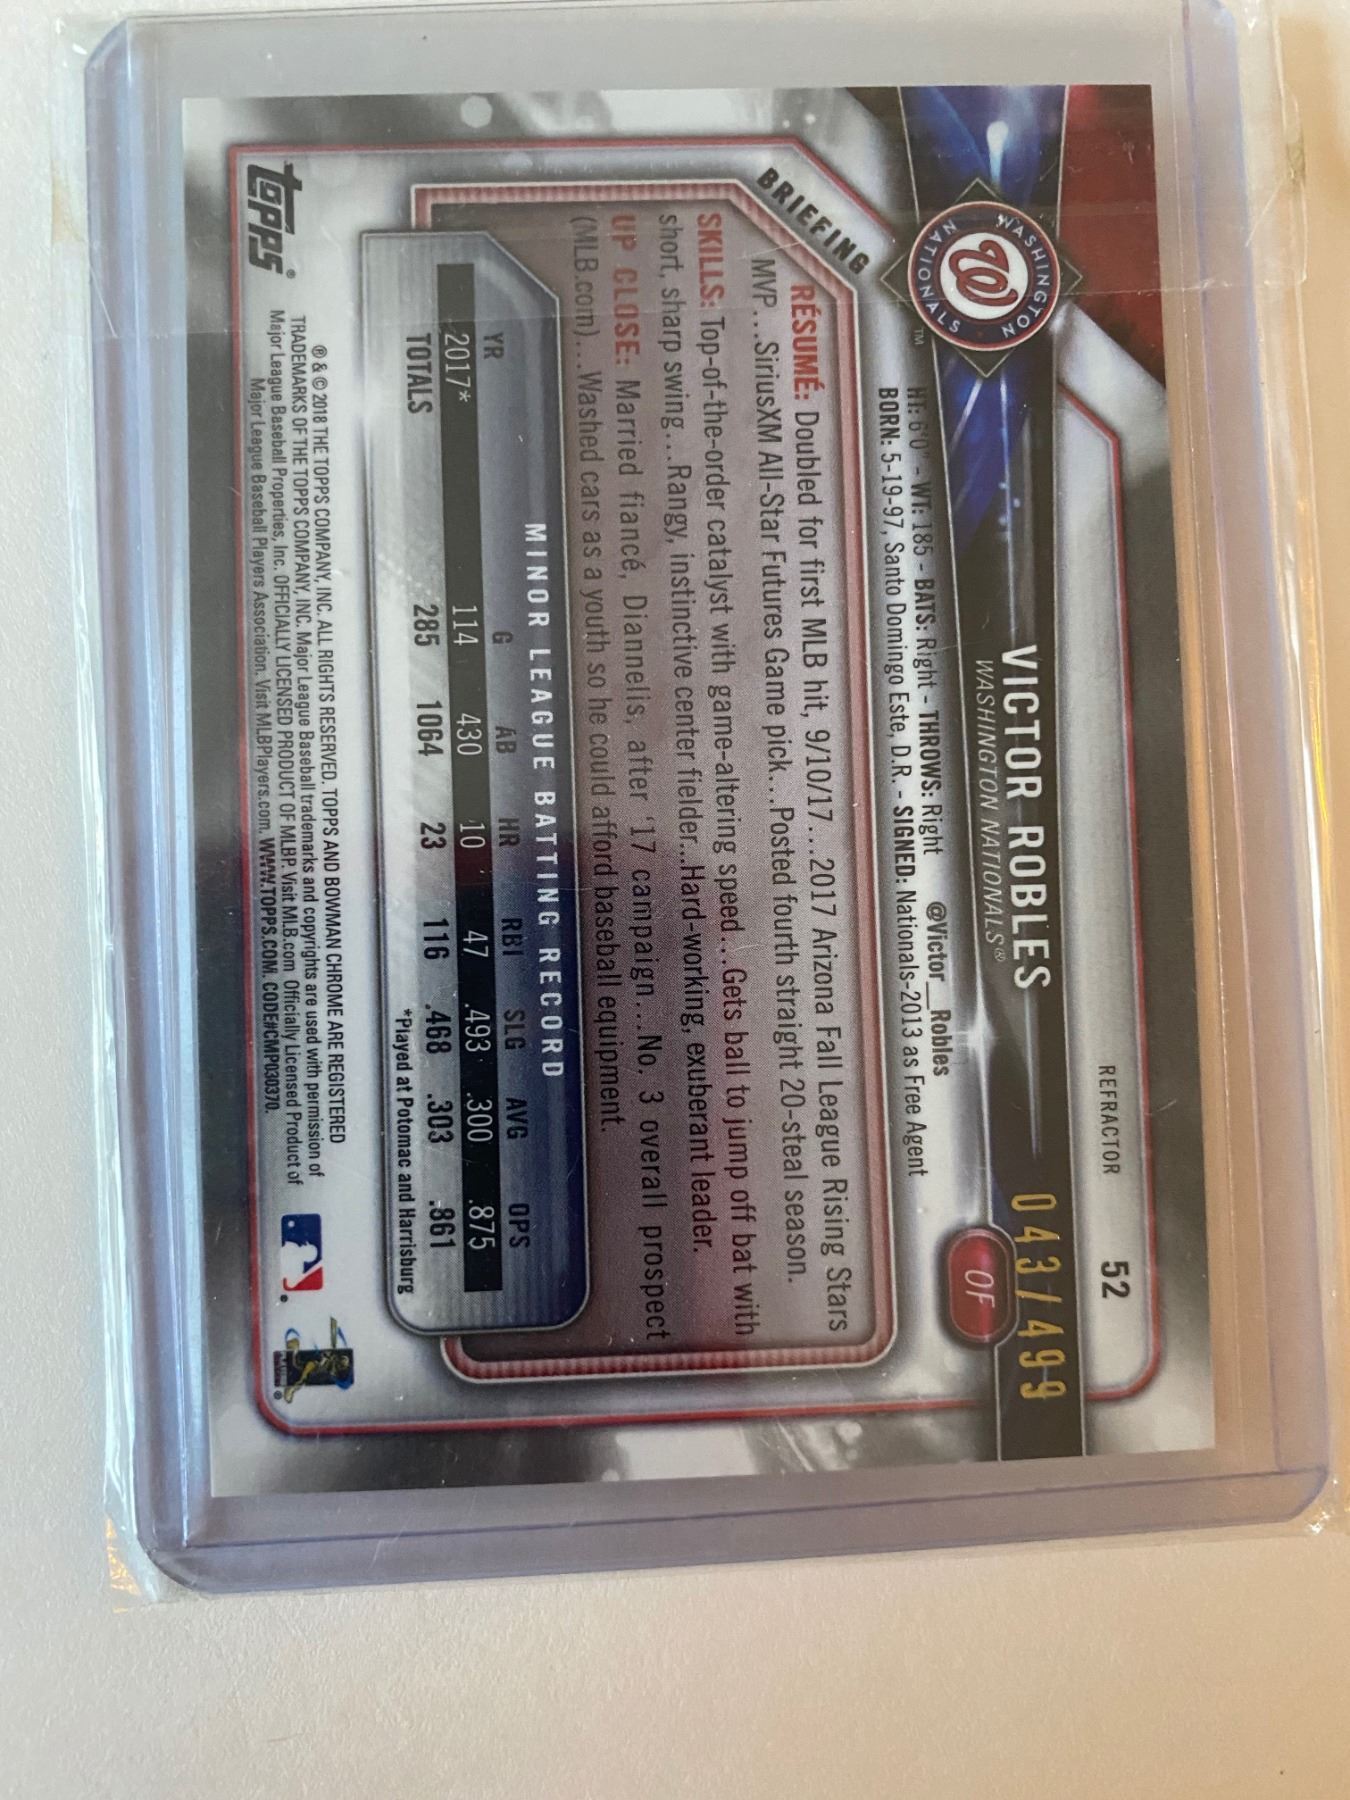 REFRACTOR 52
043/499
VICTOR ROBLES
WASHINGTON NATIONALS®
OF
WASHINGTON NATIONALS
W
™
HT: 6'0" - WT: 185 - BATS: Right - THROWS: Right @Victor__Robles
BORN: 5-19-97, Santo Domingo Este, D.R. - SIGNED: Nationals-2013 as Free Agent
BRIEFING
RÉSUMÉ: Doubled for first MLB hit, 9/10/17...2017 Arizona Fall League Rising Stars
MVP...SiriusXM All-Star Futures Game pick...Posted fourth straight 20-steal season.
SKILLS: Top-of-the-order catalyst with game-altering speed...Gets ball to jump off bat with
short, sharp swing...Rangy, instinctive center fielder...Hard-working, exuberant leader.
UP CLOSE: Married fiancé, Diannelis, after '17 campaign...No. 3 overall prospect
(MLB.com)...Washed cars as a youth so he could afford baseball equipment.
MINOR LEAGUE BATTING RECORD
YR G AB HR RBI SLG AVG OPS
2017* 114 430 10 47 .493 .300 .875
TOTALS 285 1064 23 116 .468 .303 .861
*Played at Potomac and Harrisburg
topps®
® & © 2018 THE TOPPS COMPANY, INC. ALL RIGHTS RESERVED. TOPPS AND BOWMAN CHROME ARE REGISTERED
TRADEMARKS OF THE TOPPS COMPANY, INC. Major League Baseball trademarks and copyrights are used with permission of
Major League Baseball Properties, Inc. OFFICIALLY LICENSED PRODUCT OF MLBP. Visit MLB.com Officially Licensed Product of
Major League Baseball Players Association. Visit MLBPlayers.com. WWW.TOPPS.COM. CODE#CMP030370.